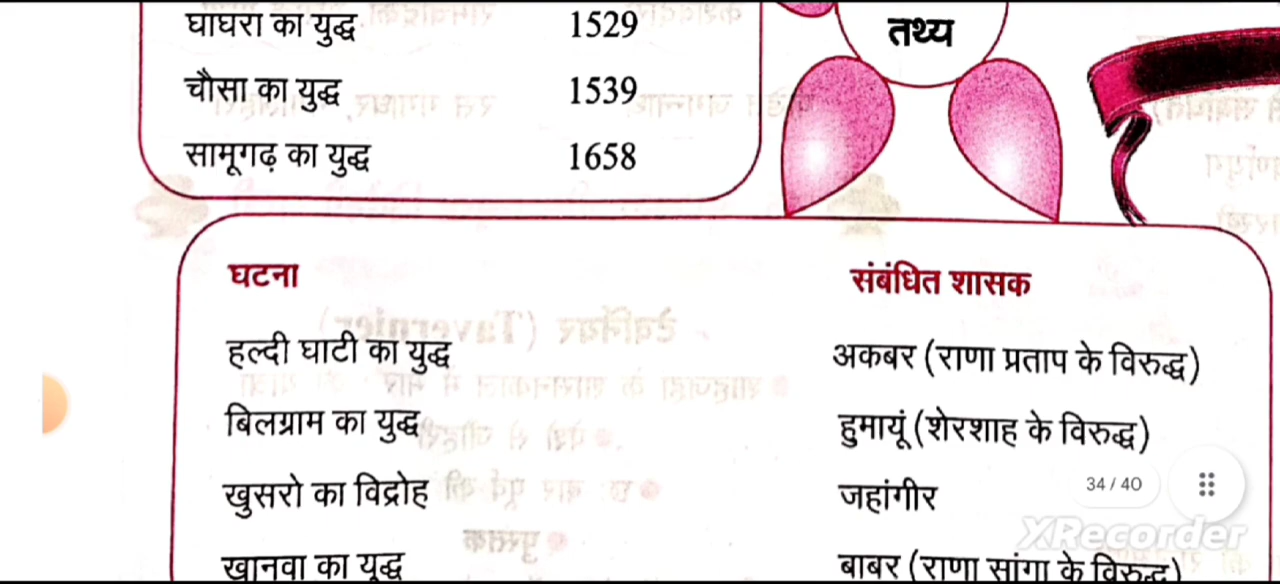 घाघरा का युद्ध 1529
तथ्य
चौसा का युद्ध 1539
सामूगढ़ का युद्ध 1658
घटना संबंधित शासक
हल्दी घाटी का युद्ध अकबर (राणा प्रताप के विरुद्ध)
बिलग्राम का युद्ध हुमायूं (शेरशाह के विरुद्ध)
खुसरो का विद्रोह जहांगीर
34 / 40
XRecorder
खानवा का युद्ध बाबर (राणा सांगा के विरुद्ध)